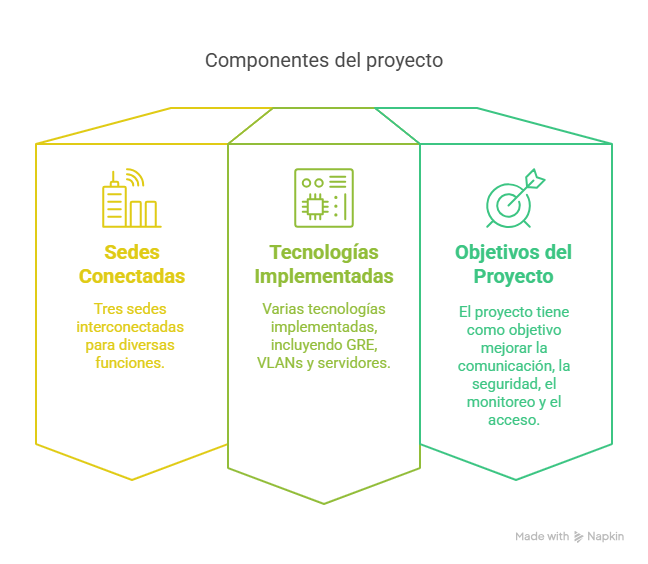 Componentes del proyecto
Sedes
Conectadas
Tres sedes
interconectadas
para diversas
funciones.
Tecnologías
Implementadas
Varias tecnologías
implementadas,
incluyendo GRE,
VLANs y servidores.
Objetivos del
Proyecto
El proyecto tiene
como objetivo
mejorar la
comunicación, la
seguridad, el
monitoreo y el
acceso.
Made with Napkin